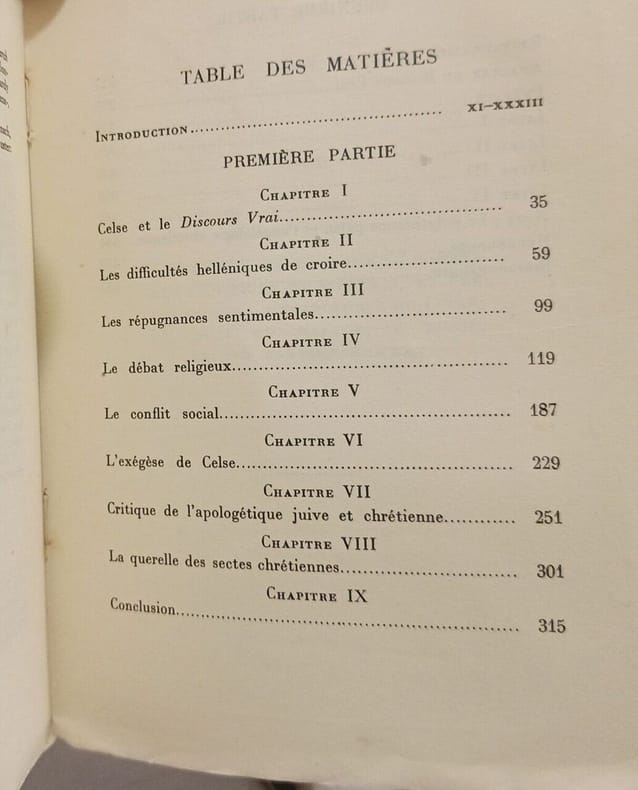 TABLE DES MATIÈRES
INTRODUCTION........ XI-XXXIII
PREMIÈRE PARTIE
CHAPITRE I
Celse et le Discours Vrai........ 35
CHAPITRE II
Les difficultés helléniques de croire........ 59
CHAPITRE III
Les répugnances sentimentales........ 99
CHAPITRE IV
Le débat religieux........ 119
CHAPITRE V
Le conflit social........ 187
CHAPITRE VI
L'exégèse de Celse........ 229
CHAPITRE VII
Critique de l'apologétique juive et chrétienne........ 251
CHAPITRE VIII
La querelle des sectes chrétiennes........ 301
CHAPITRE IX
Conclusion........ 315